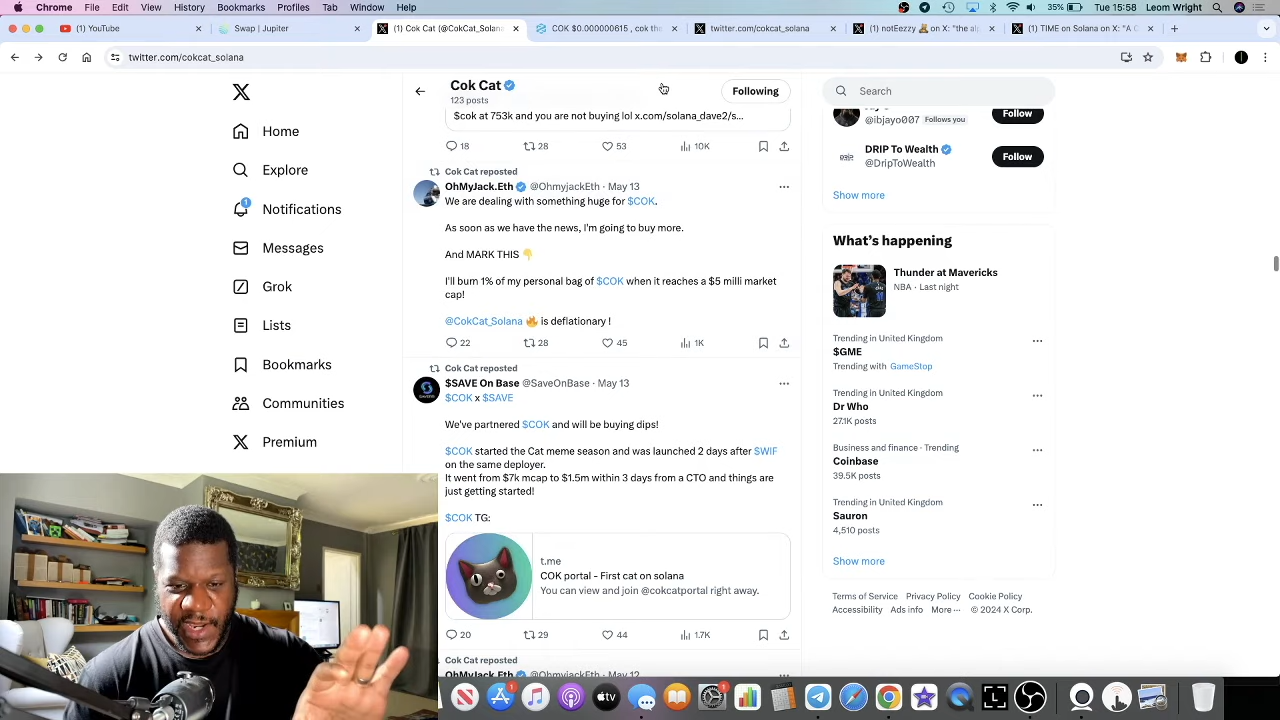 Chrome File Edit View History Bookmarks Profiles Tab Window Help
35% Tue 15:58 Leom Wright
(1) YouTube
Swap | Jupiter
(1) Cok Cat (@CokCat_Solana
COK $0.000000615 , cok the
twitter.com/cokcat_solana
(1) notEezzy on X: "the alp
(1) TIME on Solana on X: "A G
twitter.com/cokcat_solana
Cok Cat
123 posts
Following
Search
Home
Explore
1
Notifications
Messages
Grok
Lists
Bookmarks
Communities
Premium
$cok at 753k and you are not buying lol x.com/solana_dave2/s...
18 28 53 10K
Cok Cat reposted
OhMyJack.Eth @OhmyjackEth · May 13
We are dealing with something huge for $COK.
As soon as we have the news, I'm going to buy more.
And MARK THIS 👇
I'll burn 1% of my personal bag of $COK when it reaches a $5 milli market
cap!
@CokCat_Solana 🔥 is deflationary !
22 28 45 1K
Cok Cat reposted
$SAVE On Base @SaveOnBase · May 13
$COK x $SAVE
We've partnered $COK and will be buying dips!
$COK started the Cat meme season and was launched 2 days after $WIF
on the same deployer.
It went from $7k mcap to $1.5m within 3 days from a CTO and things are
just getting started!
$COK TG:
t.me
COK portal - First cat on solana
You can view and join @cokcatportal right away.
20 29 44 1.7K
Cok Cat reposted
OhMyJack.Eth @OhmyjackEth · May 12
@ibjayo007 Follows you
Follow
DRIP To Wealth
@DripToWealth
Follow
Show more
What's happening
Thunder at Mavericks
NBA · Last night
Trending in United Kingdom
$GME
Trending with GameStop
Trending in United Kingdom
Dr Who
27.1K posts
Business and finance · Trending
Coinbase
39.5K posts
Trending in United Kingdom
Sauron
4,510 posts
Show more
Terms of Service Privacy Policy Cookie Policy
Accessibility Ads info More ··· © 2024 X Corp.